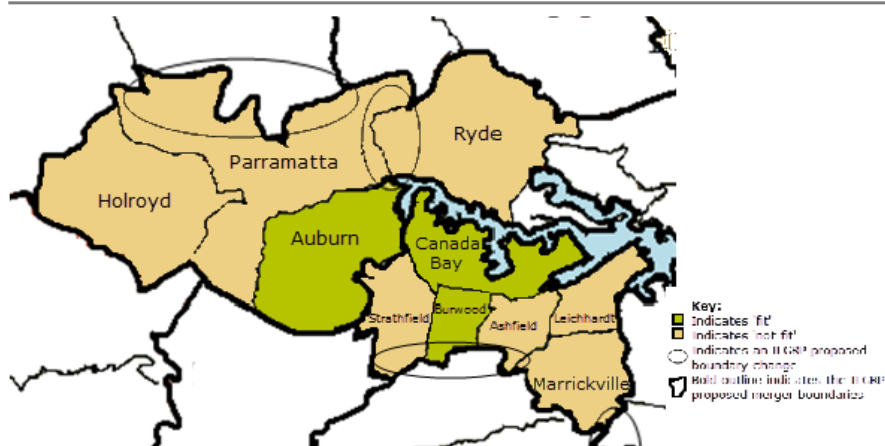 Ryde
Parramatta
Holroyd
Auburn
Canada
Bay
Strathfield
Burwood
Ashfield
Leichhardt
Marrickville
Key:
Indicates 'fit'
Indicates 'not fit'
Indicates an ILGRP proposed
boundary change
Bold outline indicates the ILGRP
proposed merger boundaries